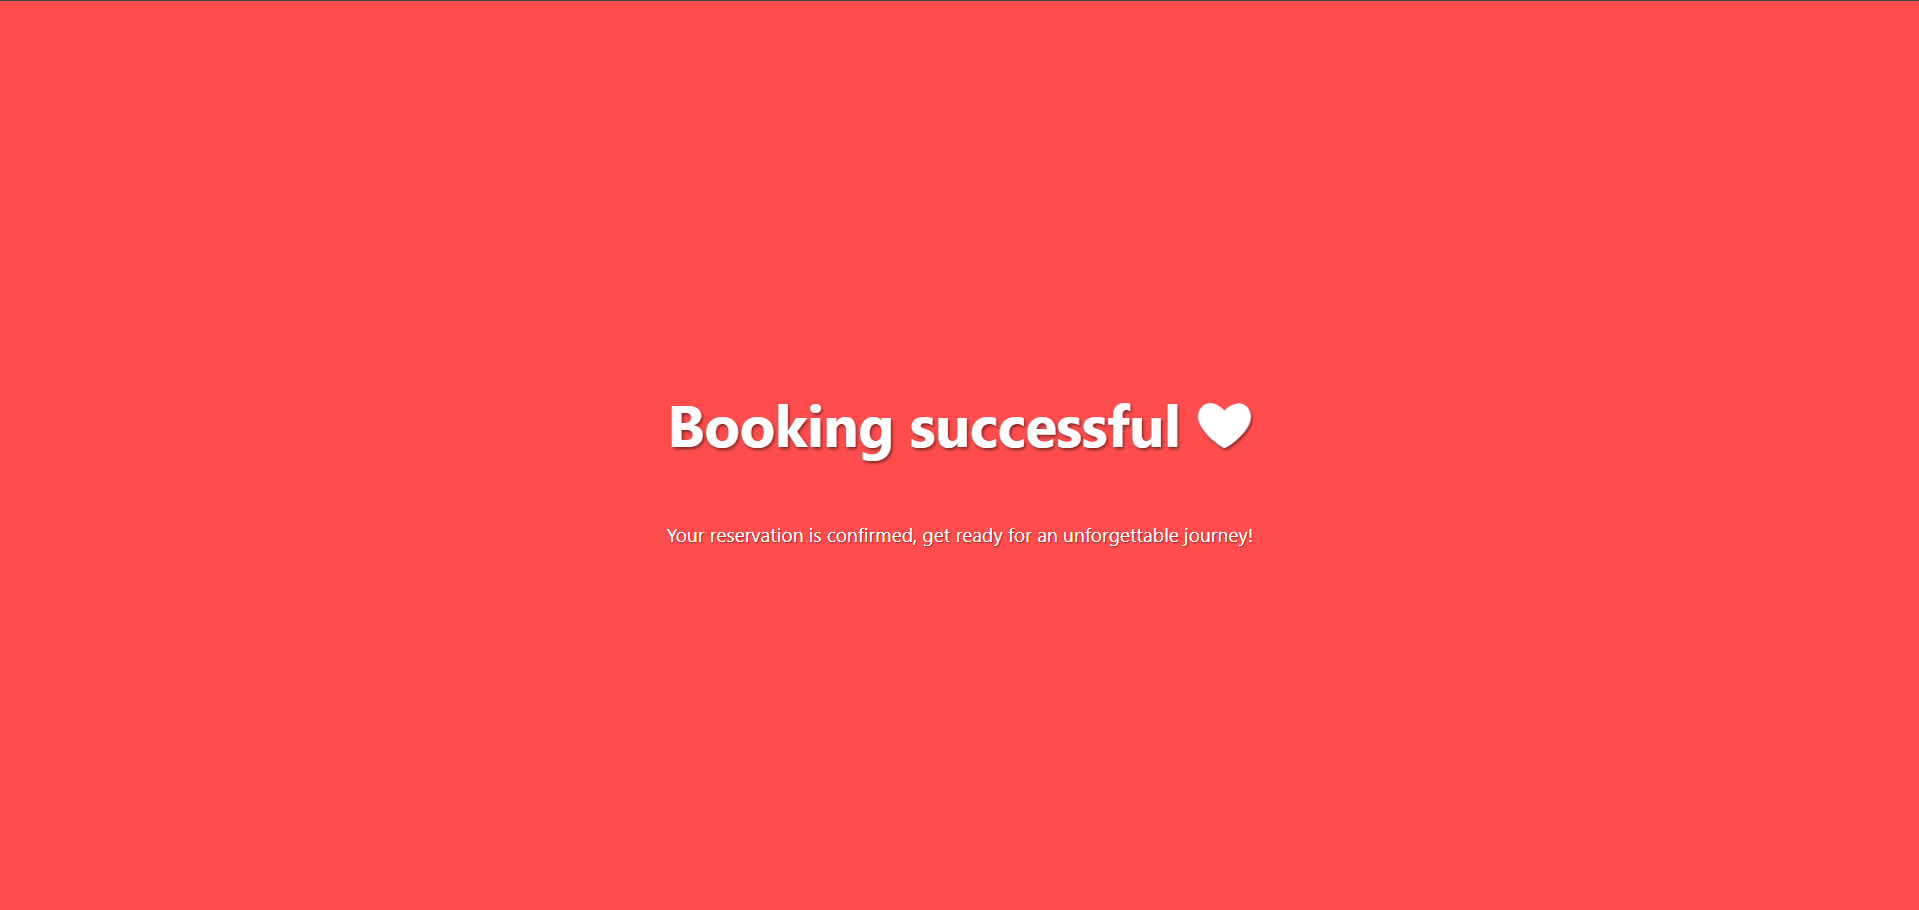 Booking successful ♥
Your reservation is confirmed, get ready for an unforgettable journey!